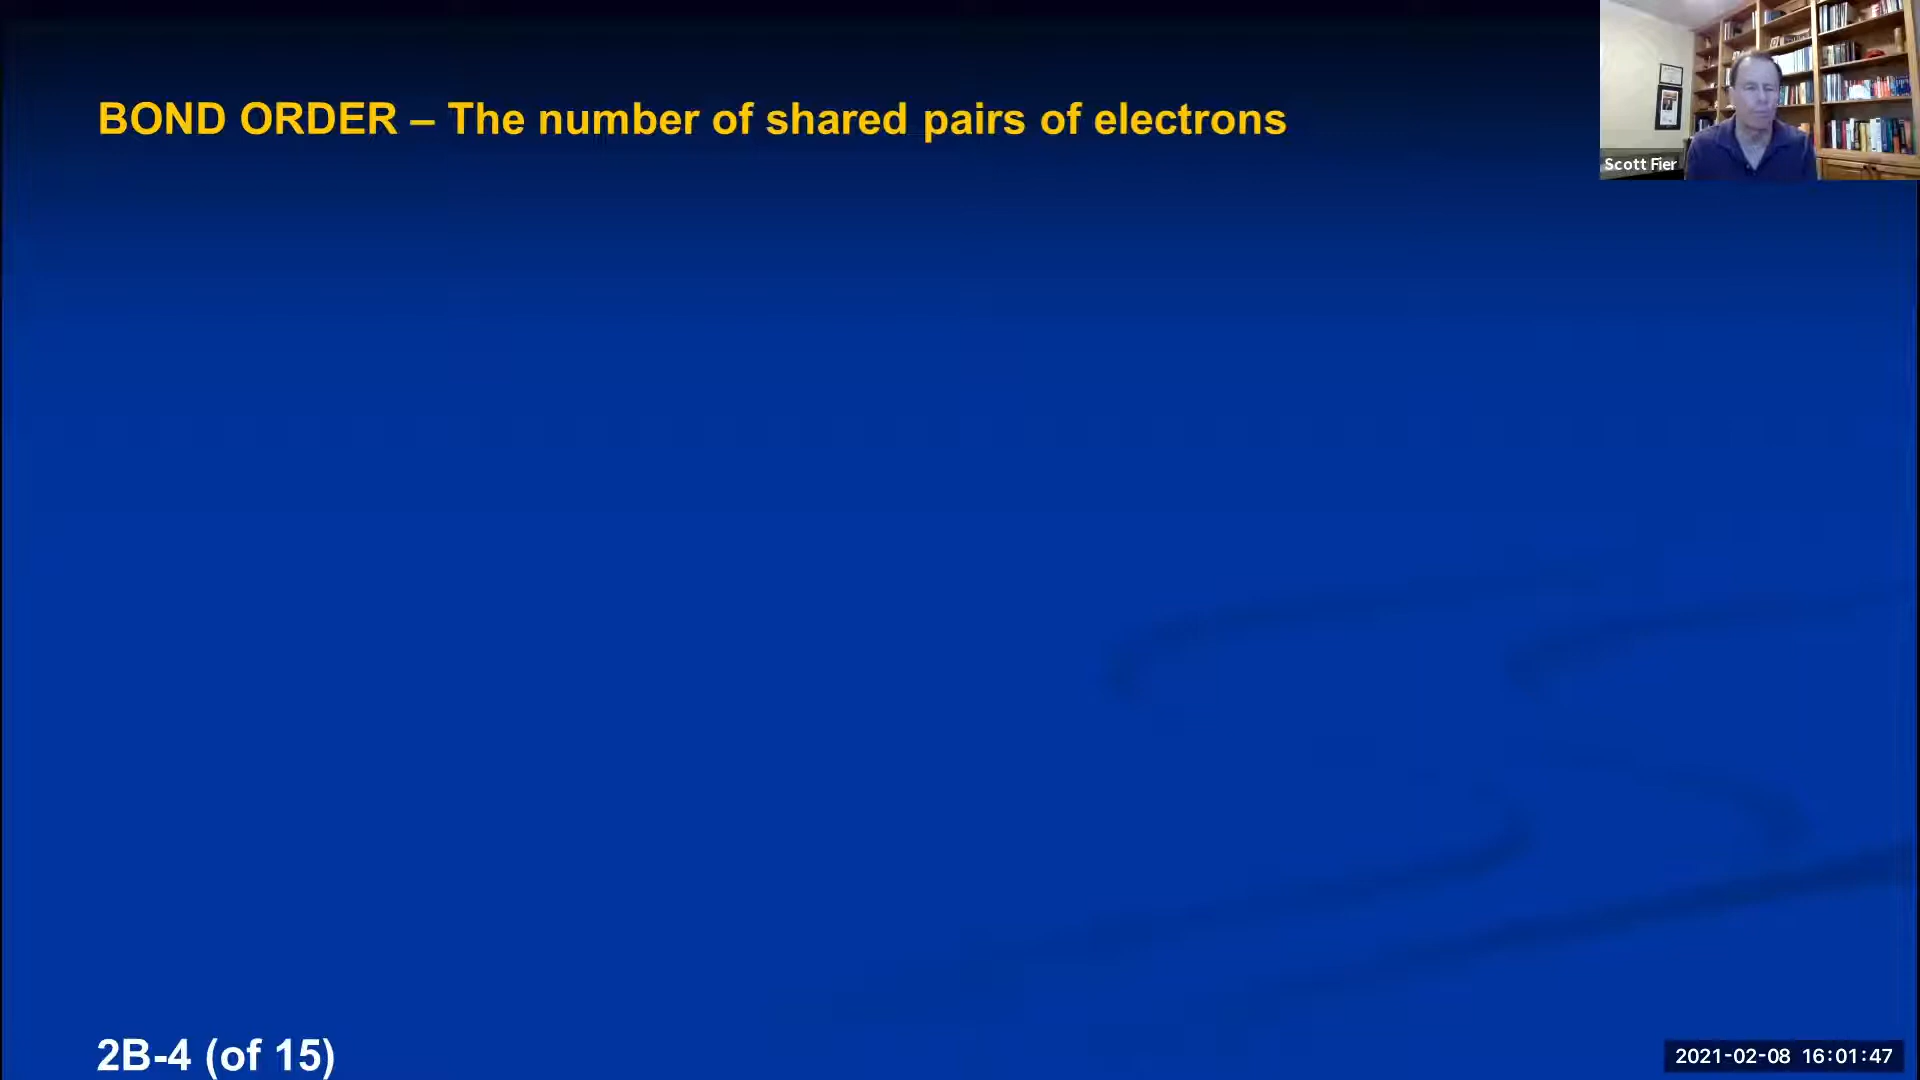 BOND ORDER – The number of shared pairs of electrons
Scott Fier
2B-4 (of 15)
2021-02-08 16:01:47